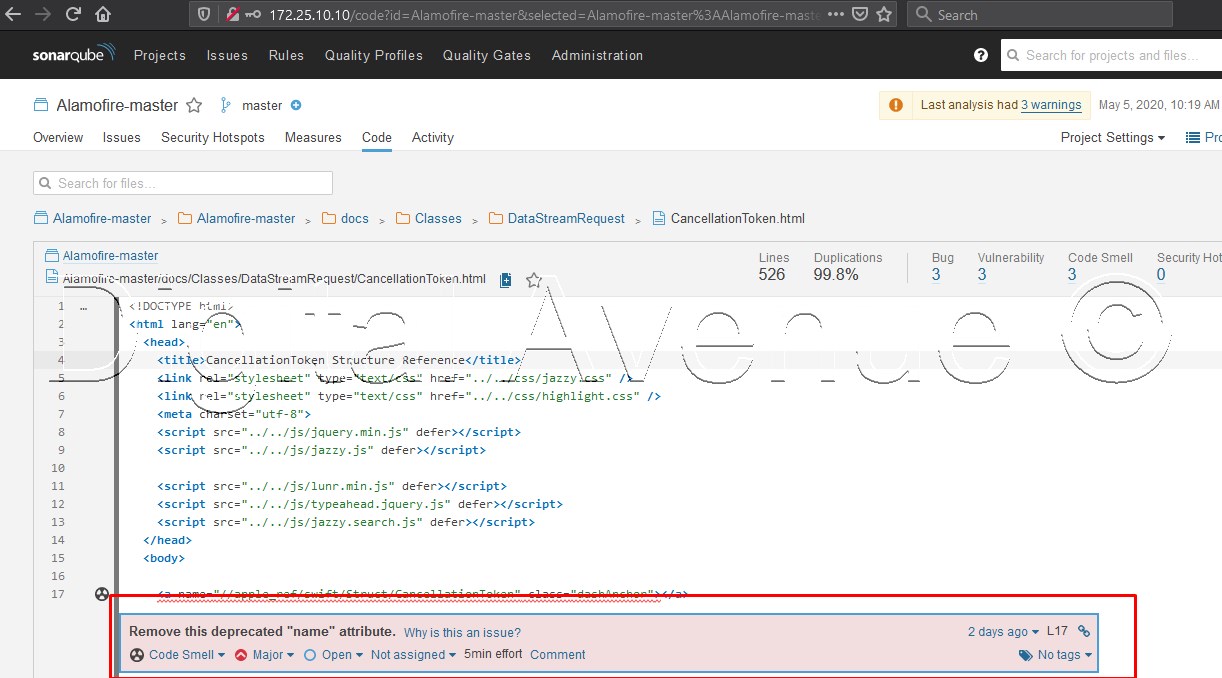 172.25.10.10/code?id=Alamofire-master&selected=Alamofire-master%3AAlamofire-maste
Search
sonarqube Projects Issues Rules Quality Profiles Quality Gates Administration
? Search for projects and files...
Alamofire-master master
Last analysis had 3 warnings May 5, 2020, 10:19 AM
Overview Issues Security Hotspots Measures Code Activity
Project Settings Pro
Search for files...
Alamofire-master > Alamofire-master > docs > Classes > DataStreamRequest > CancellationToken.html
Alamofire-master
Alamofire-master/docs/Classes/DataStreamRequest/CancellationToken.html
Lines Duplications Bug Vulnerability Code Smell Security Hot
526 99.8% 3 3 3 0
Delta Avenue ©
1 … <!DOCTYPE html>
2 <html lang="en">
3 <head>
4 <title>CancellationToken Structure Reference</title>
5 <link rel="stylesheet" type="text/css" href="../../css/jazzy.css" />
6 <link rel="stylesheet" type="text/css" href="../../css/highlight.css" />
7 <meta charset="utf-8">
8 <script src="../../js/jquery.min.js" defer></script>
9 <script src="../../js/jazzy.js" defer></script>
10
11 <script src="../../js/lunr.min.js" defer></script>
12 <script src="../../js/typeahead.jquery.js" defer></script>
13 <script src="../../js/jazzy.search.js" defer></script>
14 </head>
15 <body>
16
17 <a name="//apple_ref/swift/Struct/CancellationToken" class="dashAnchor"></a>
Remove this deprecated "name" attribute. Why is this an issue? 2 days ago L17
Code Smell Major Open Not assigned 5min effort Comment No tags